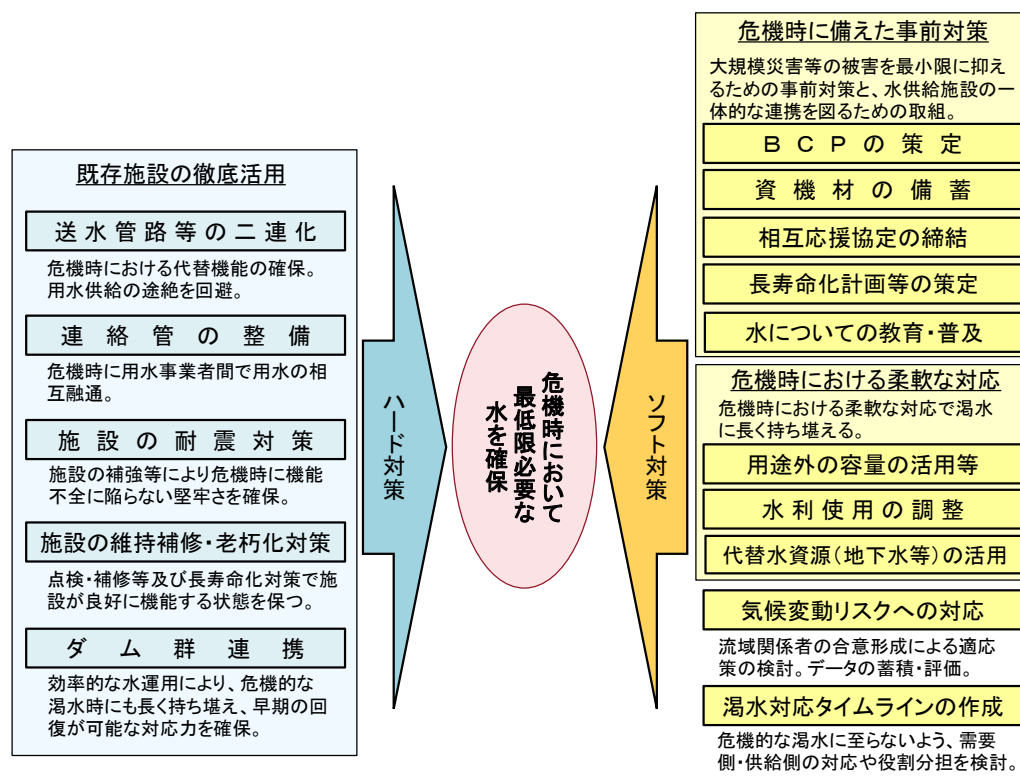 既存施設の徹底活用
送水管路等の二連化
危機時における代替機能の確保。
用水供給の途絶を回避。
連絡管の整備
危機時に用水事業者間で用水の相
互融通。
施設の耐震対策
施設の補強等により危機時に機能
不全に陥らない堅牢さを確保。
施設の維持補修・老朽化対策
点検・補修等及び長寿命化対策で施
設が良好に機能する状態を保つ。
ダム群連携
効率的な水運用により、危機的な
渇水時にも長く持ち堪え、早期の回
復が可能な対応力を確保。
ハード対策
危機時において
最低限必要な
水を確保
ソフト対策
危機時に備えた事前対策
大規模災害等の被害を最小限に抑え
るための事前対策と、水供給施設の一
体的な連携を図るための取組。
BCPの策定
資機材の備蓄
相互応援協定の締結
長寿命化計画等の策定
水についての教育・普及
危機時における柔軟な対応
危機時における柔軟な対応で渇水
に長く持ち堪える。
用途外の容量の活用等
水利使用の調整
代替水資源(地下水等)の活用
気候変動リスクへの対応
流域関係者の合意形成による適応
策の検討。データの蓄積・評価。
渇水対応タイムラインの作成
危機的な渇水に至らないよう、需要
側・供給側の対応や役割分担を検討。